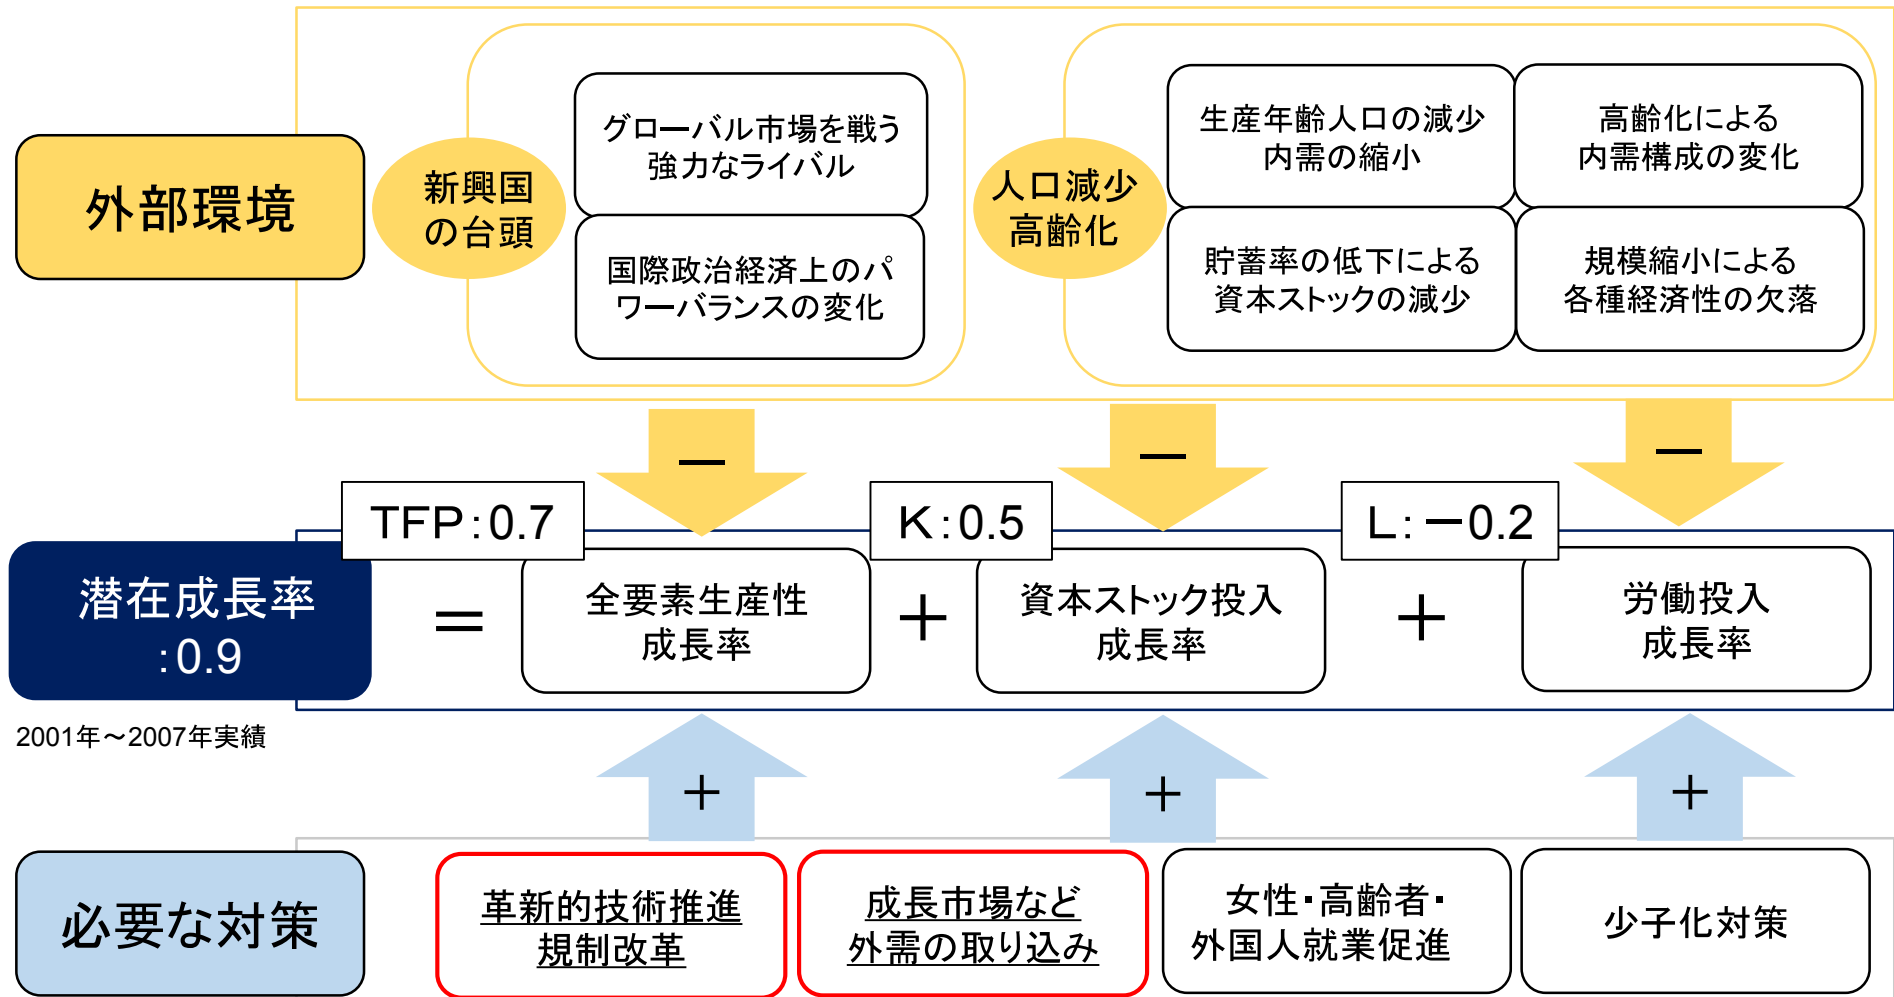 外部環境
新興国
の台頭
グローバル市場を戦う
強力なライバル
国際政治経済上のパ
ワーバランスの変化
人口減少
高齢化
生産年齢人口の減少
内需の縮小
高齢化による
内需構成の変化
貯蓄率の低下による
資本ストックの減少
規模縮小による
各種経済性の欠落
－
－
－
TFP:0.7
K:0.5
L:－0.2
潜在成長率
:0.9
＝
全要素生産性
成長率
＋
資本ストック投入
成長率
＋
労働投入
成長率
2001年～2007年実績
＋
＋
＋
必要な対策
革新的技術推進
規制改革
成長市場など
外需の取り込み
女性・高齢者・
外国人就業促進
少子化対策